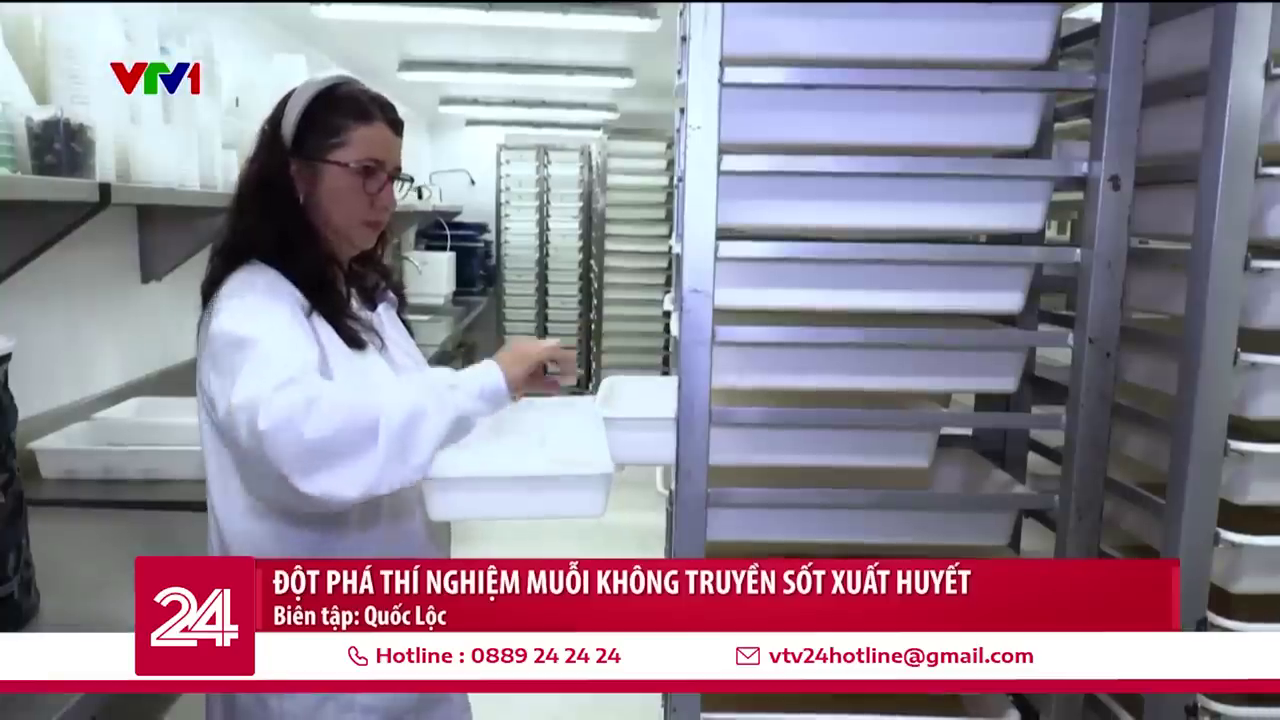 VTV1
24
ĐỘT PHÁ THÍ NGHIỆM MUỖI KHÔNG TRUYỀN SỐT XUẤT HUYẾT
Biên tập: Quốc Lộc
Hotline : 0889 24 24 24
vtv24hotline@gmail.com